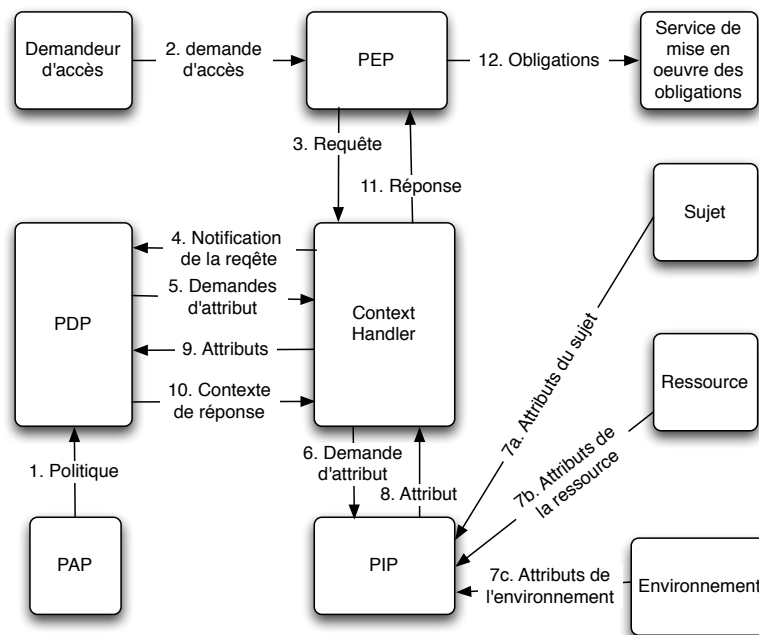 Demandeur
d'accès
2. demande
d'accès
PEP
12. Obligations
Service de
mise en
oeuvre des
obligations
3. Requête
11. Réponse
Sujet
4. Notification
de la reqête
5. Demandes
d'attribut
PDP
Context
Handler
9. Attributs
10. Contexte
de réponse
7a. Attributs du sujet
Ressource
1. Politique
6. Demande
d'attribut
8. Attribut
7b. Attributs de
la ressource
PAP
PIP
7c. Attributs de
l'environnement
Environnement